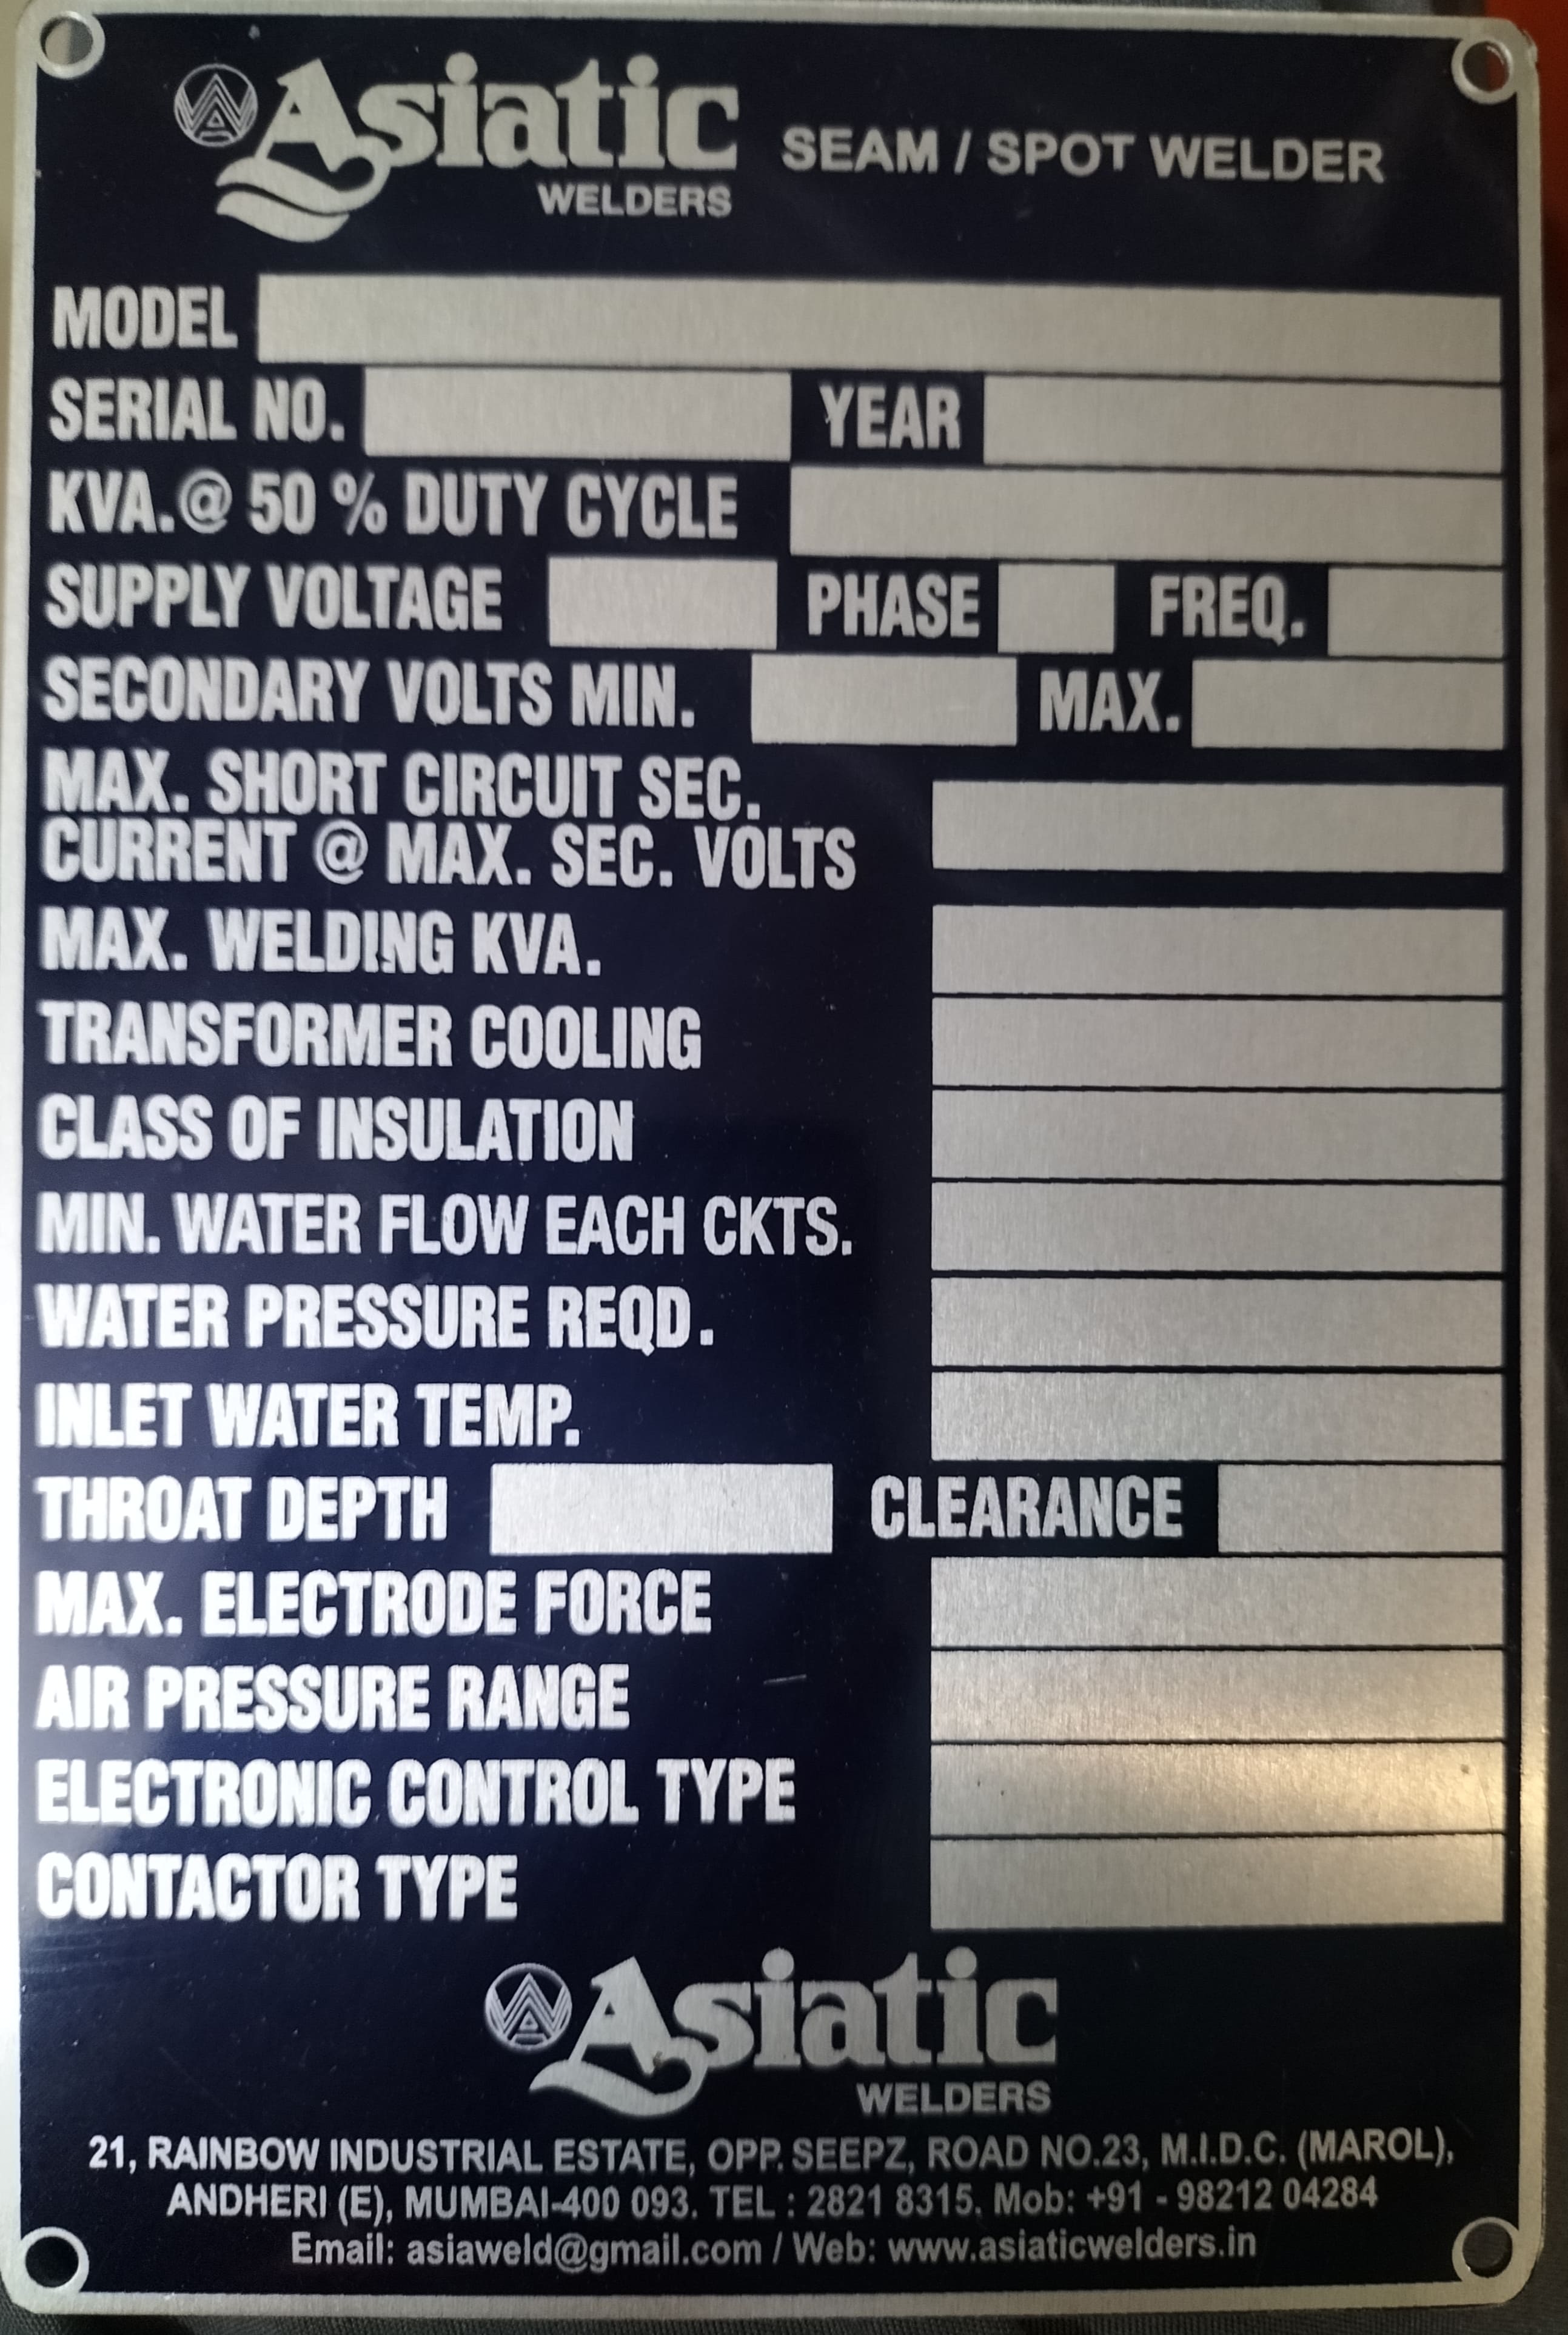 Asiatic
WELDERS
SEAM / SPOT WELDER
MODEL
SERIAL NO. YEAR
KVA.@ 50 % DUTY CYCLE
SUPPLY VOLTAGE PHASE FREQ.
SECONDARY VOLTS MIN. MAX.
MAX. SHORT CIRCUIT SEC.
CURRENT @ MAX. SEC. VOLTS
MAX. WELDING KVA.
TRANSFORMER COOLING
CLASS OF INSULATION
MIN. WATER FLOW EACH CKTS.
WATER PRESSURE REQD.
INLET WATER TEMP.
THROAT DEPTH CLEARANCE
MAX. ELECTRODE FORCE
AIR PRESSURE RANGE
ELECTRONIC CONTROL TYPE
CONTACTOR TYPE
Asiatic
WELDERS
21, RAINBOW INDUSTRIAL ESTATE, OPP. SEEPZ, ROAD NO.23, M.I.D.C. (MAROL),
ANDHERI (E), MUMBAI-400 093. TEL : 2821 8315. Mob: +91 - 98212 04284
Email: asiaweld@gmail.com / Web: www.asiaticwelders.in